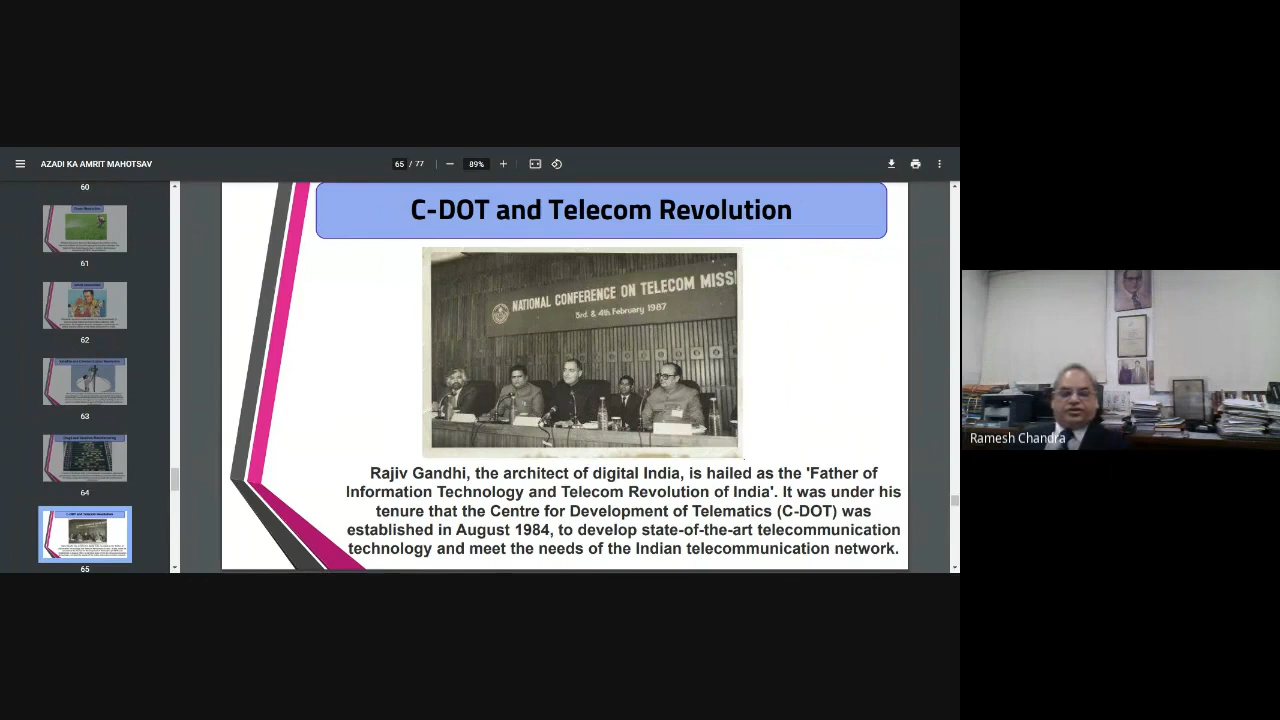 AZADI KA AMRIT MAHOTSAV
65 / 77
89%
60
61
62
63
64
65
C-DOT and Telecom Revolution
NATIONAL CONFERENCE ON TELECOM MISSI
3rd. & 4th February 1987
Rajiv Gandhi, the architect of digital India, is hailed as the 'Father of
Information Technology and Telecom Revolution of India'. It was under his
tenure that the Centre for Development of Telematics (C-DOT) was
established in August 1984, to develop state-of-the-art telecommunication
technology and meet the needs of the Indian telecommunication network.
Ramesh Chandra